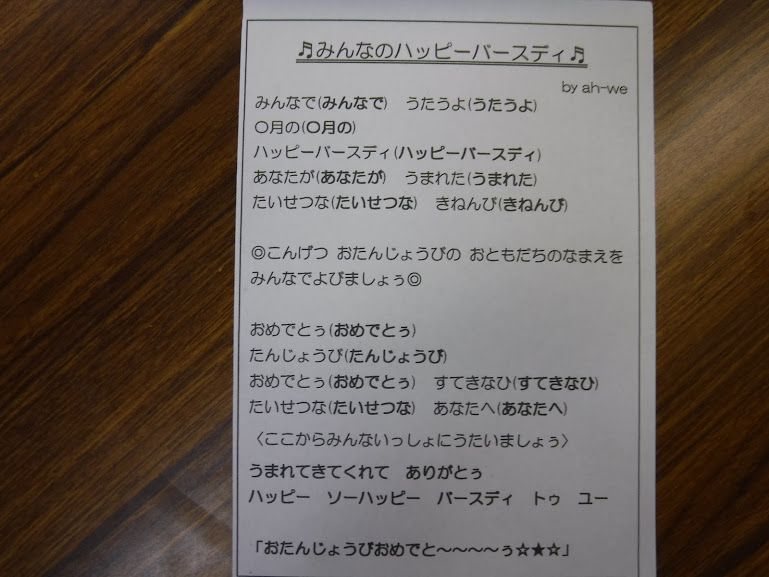 ♬みんなのハッピーバースディ♬
by ah-we
みんなで(みんなで)　うたうよ(うたうよ)
〇月の(〇月の)
ハッピーバースディ(ハッピーバースディ)
あなたが(あなたが)　うまれた(うまれた)
たいせつな(たいせつな)　きねんび(きねんび)
◎こんげつ おたんじょうびの おともだちのなまえを
みんなでよびましょぅ◎
おめでとぅ(おめでとぅ)
たんじょうび(たんじょうび)
おめでとぅ(おめでとぅ)　すてきなひ(すてきなひ)
たいせつな(たいせつな)　あなたへ(あなたへ)
〈ここからみんないっしょにうたいましょぅ〉
うまれてきてくれて　ありがとぅ
ハッピー　ソーハッピー　バースディ　トゥ　ユー
「おたんじょうびおめでと～～～～ぅ☆★☆」